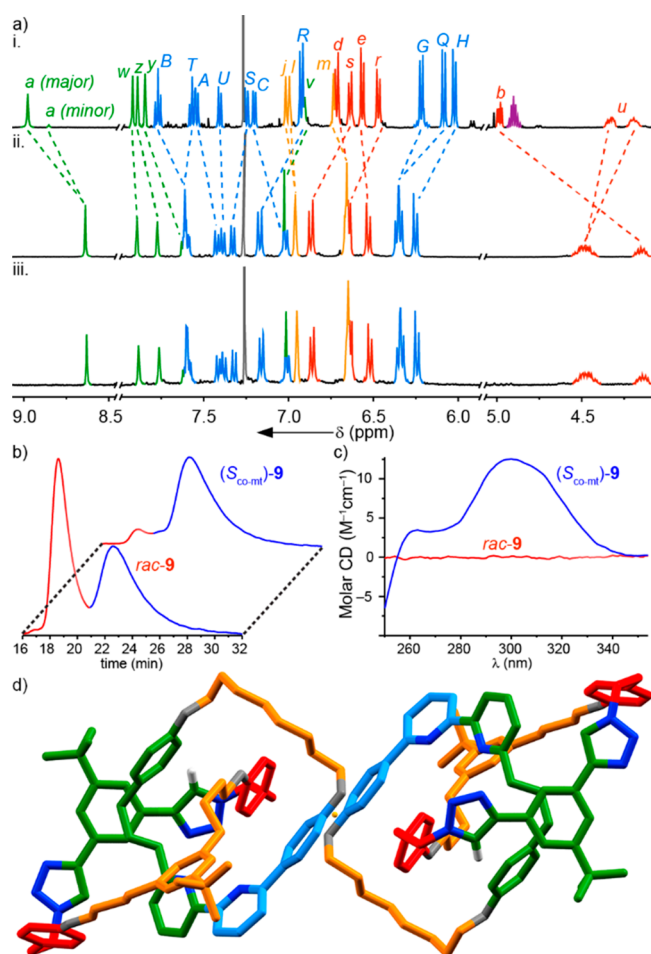 a)
i.
a (major)
a (minor)
w z y B T A U S C R v j l m d s e r G Q H b u
ii.
iii.
9.0 8.5 8.0 7.5 7.0 6.5 6.0 5.0 4.5
δ (ppm)
b)
(S co-mt)-9
rac-9
16 18 20 22 24 26 28 30 32
time (min)
c)
Molar CD (M⁻¹cm⁻¹)
10
5
0
−5
(S co-mt)-9
rac-9
260 280 300 320 340
λ (nm)
d)